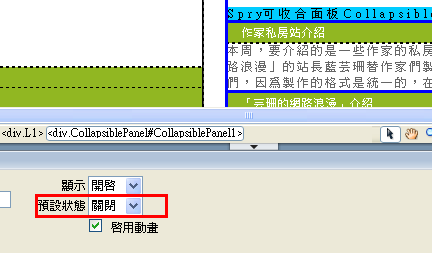 Spry可收合面板Collapsibl
作家私房站介紹
本周，要介紹的是一些作家的私房
路浪漫」的站長藍芸珊替作家們製
們，因爲製作的格式是統一的，在
「芸珊的網路浪漫」介紹
<div.L1> <div.CollapsiblePanel#CollapsiblePanel1>
顯示 開啓
預設狀態 關閉
啓用動畫